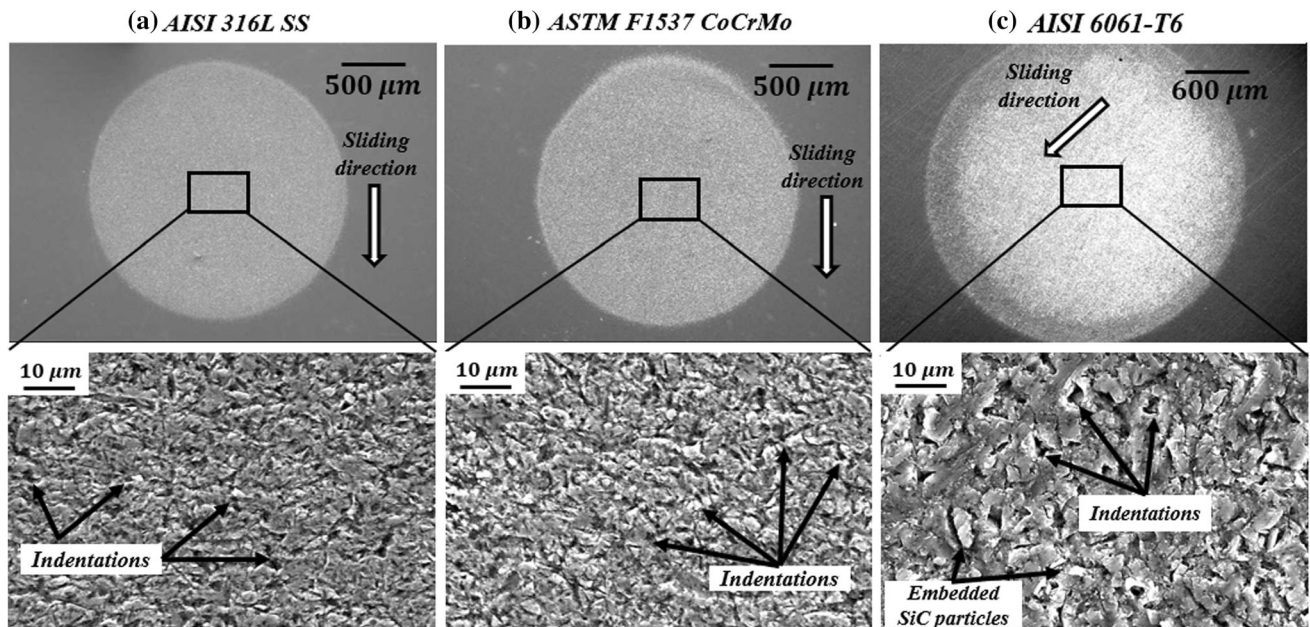 (a) AISI 316L SS
(b) ASTM F1537 CoCrMo
(c) AISI 6061-T6
500 μm
Sliding
direction
500 μm
Sliding
direction
Sliding
direction
600 μm
10 μm
Indentations
10 μm
Indentations
10 μm
Indentations
Embedded
SiC particles